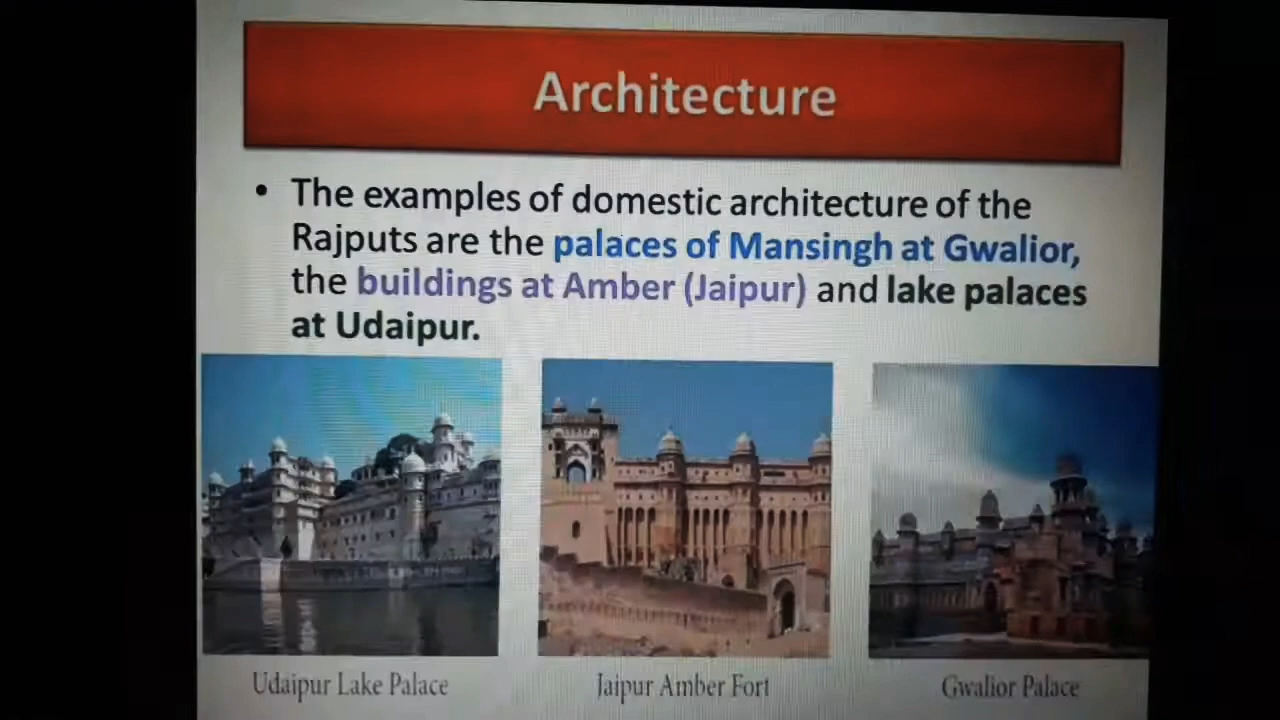 Architecture
• The examples of domestic architecture of the
Rajputs are the palaces of Mansingh at Gwalior,
the buildings at Amber (Jaipur) and lake palaces
at Udaipur.
Udaipur Lake Palace
Jaipur Amber Fort
Gwalior Palace